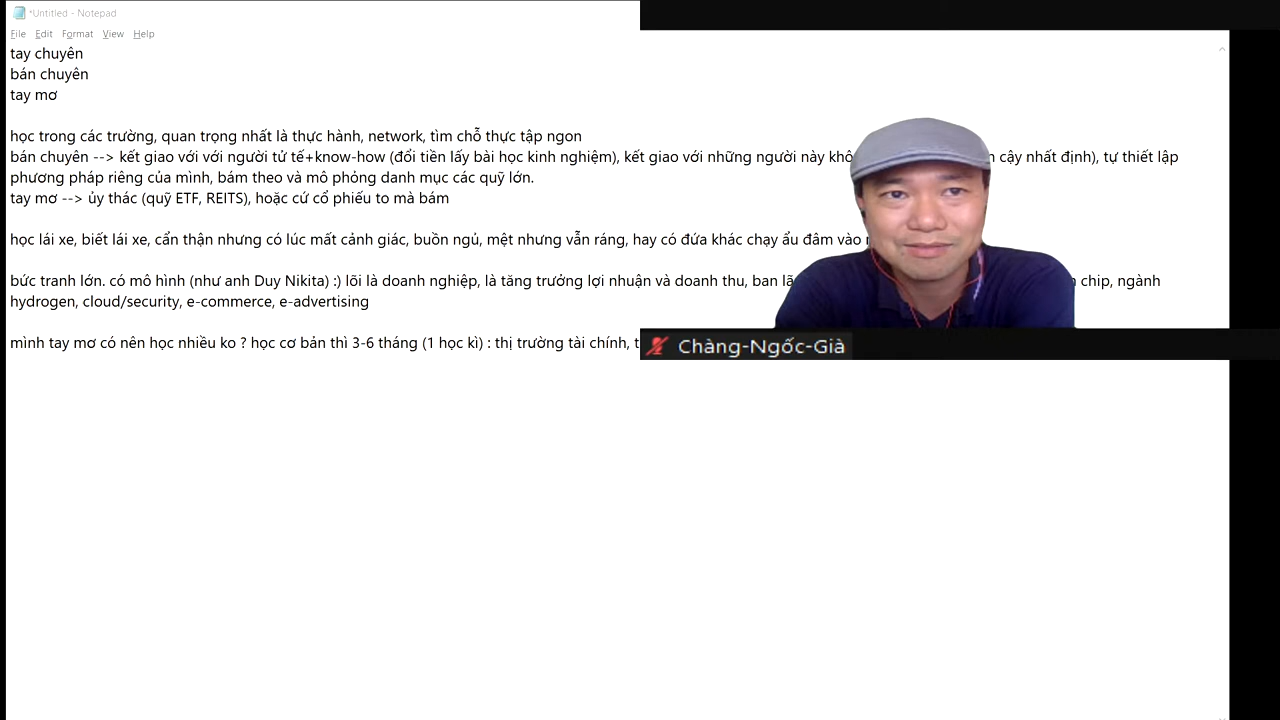 *Untitled - Notepad
File Edit Format View Help
tay chuyên
bán chuyên
tay mơ
học trong các trường, quan trọng nhất là thực hành, network, tìm chỗ thực tập ngon
bán chuyên --> kết giao với với người tử tế+know-how (đổi tiền lấy bài học kinh nghiệm), kết giao với những người này cậy nhất định), tự thiết lập
phương pháp riêng của mình, bám theo và mô phỏng danh mục các quỹ lớn.
tay mơ --> ủy thác (quỹ ETF, REITS), hoặc cứ cổ phiếu to mà bám
học lái xe, biết lái xe, cẩn thận nhưng có lúc mất cảnh giác, buồn ngủ, mệt nhưng vẫn ráng, hay có đứa khác chạy ẩu đâm vào
bức tranh lớn. có mô hình (như anh Duy Nikita) :) lõi là doanh nghiệp, là tăng trưởng lợi nhuận và doanh thu, ban chip, ngành
hydrogen, cloud/security, e-commerce, e-advertising
mình tay mơ có nên học nhiều ko ? học cơ bản thì 3-6 tháng (1 học kì) : thị trường tài chính,
Chàng-Ngốc-Già